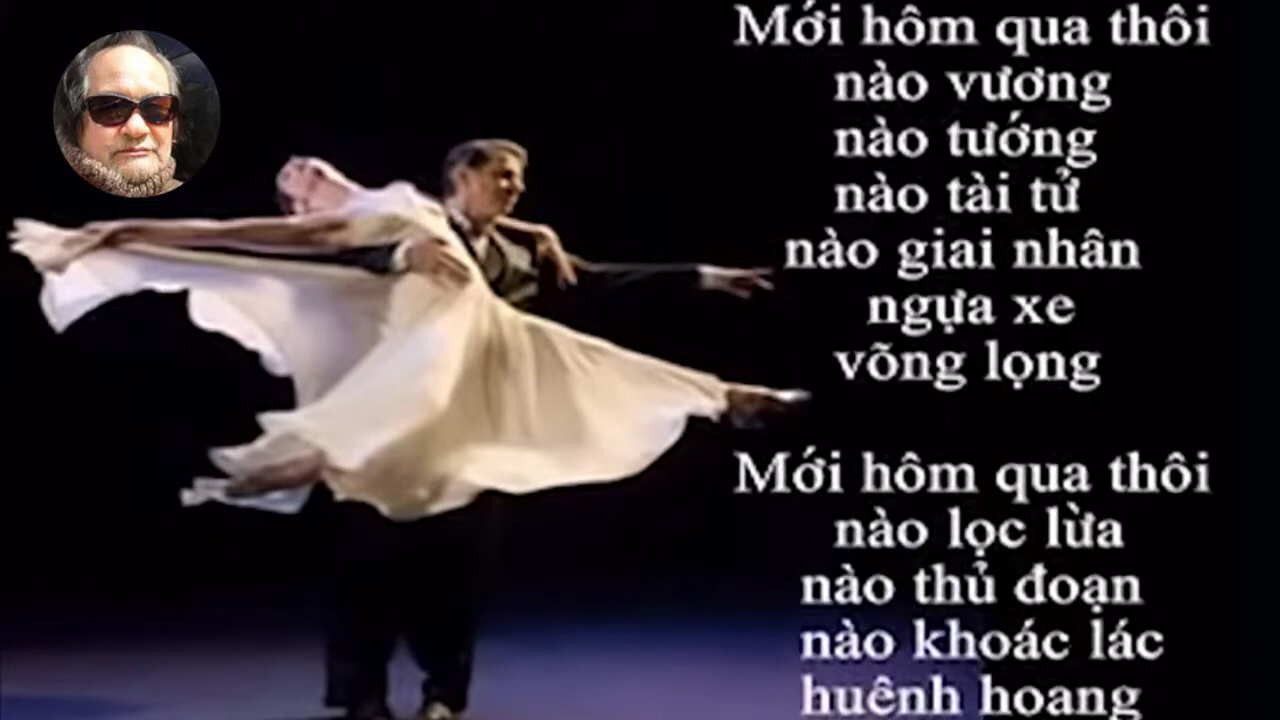 Mới hôm qua thôi
nào vương
nào tướng
nào tài tử
nào giai nhân
ngựa xe
võng lọng
Mới hôm qua thôi
nào lọc lừa
nào thủ đoạn
nào khoác lác
huênh hoang